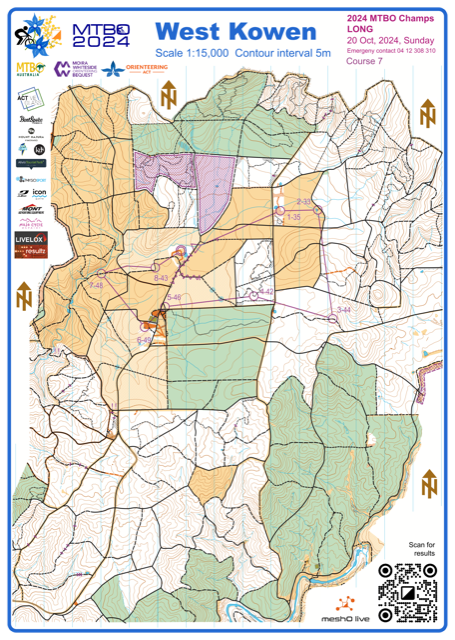 MTBO
2024
West Kowen
Scale 1:15,000 Contour interval 5m
2024 MTBO Champs
LONG
20 Oct, 2024, Sunday
Emergency contact 04 12 308 310
Course 7
MTBO
AUSTRALIA
MOIRA
WHITESIDE
BEQUEST
ORIENTEERING
ACT
ACT
icon
MONT
LIVELOX
results
N
N
N
N
2-33
1-35
8-43
7-48
5-46
4-42
3-44
6-49
Scan for
results
meshO live